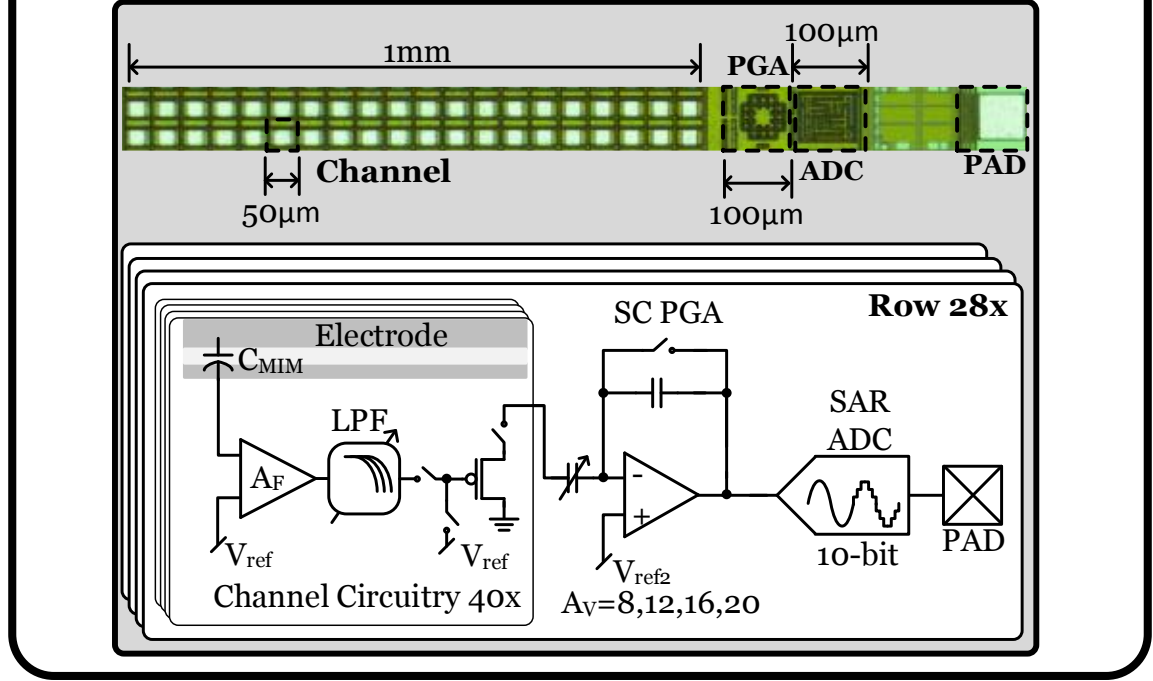 100μm
1mm
PGA
Channel
ADC
PAD
50μm
100μm
Row 28x
SC PGA
Electrode
CMIM
LPF
SAR
ADC
AF
-
+
Vref
Vref
Vref2
10-bit
PAD
Channel Circuitry 40x
AV=8,12,16,20